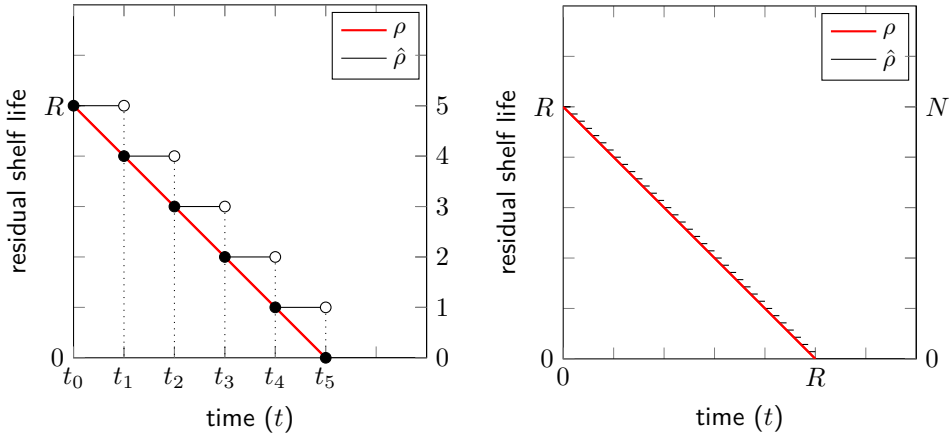 ρ
ρ̂
R
5
4
3
2
1
0
0
t₀ t₁ t₂ t₃ t₄ t₅
time (t)
residual shelf life
ρ
ρ̂
R
N
0
0
0
R
time (t)
residual shelf life